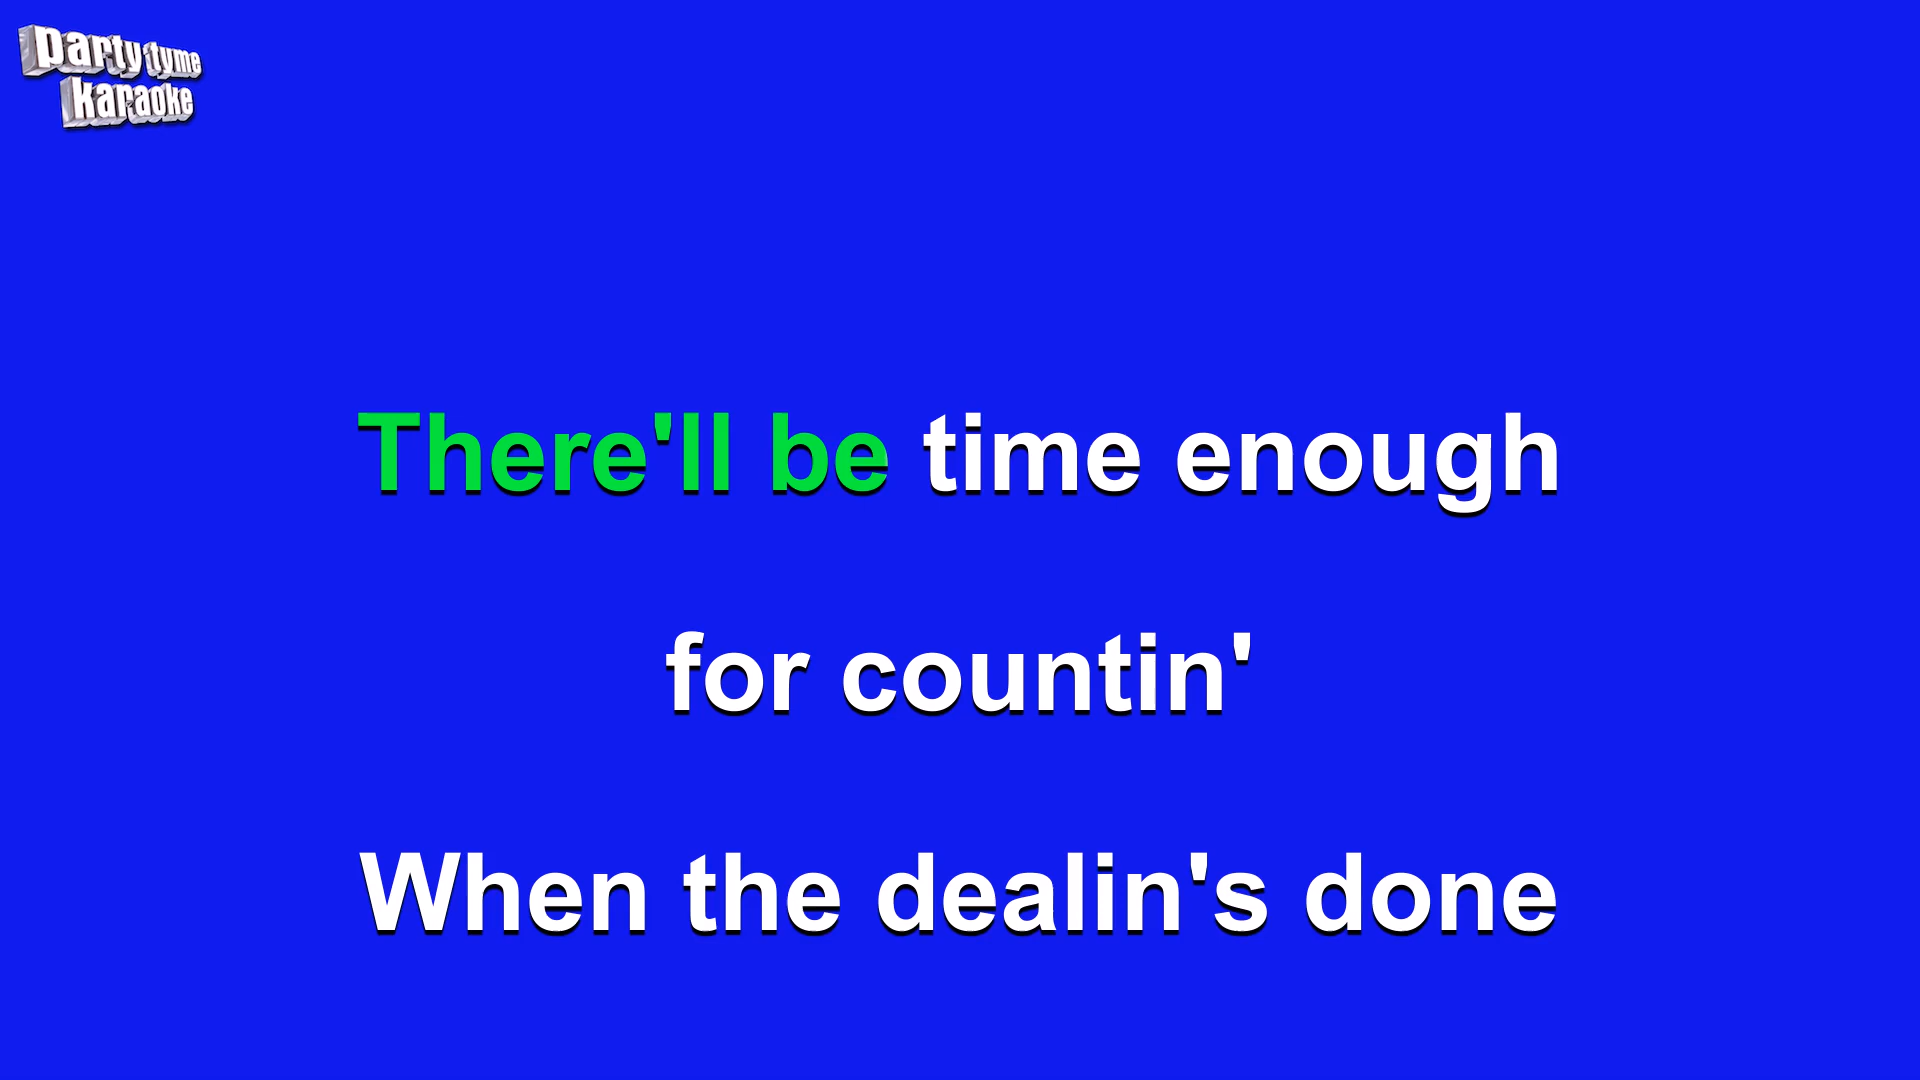 party tyme
karaoke
There'll be time enough
for countin'
When the dealin's done